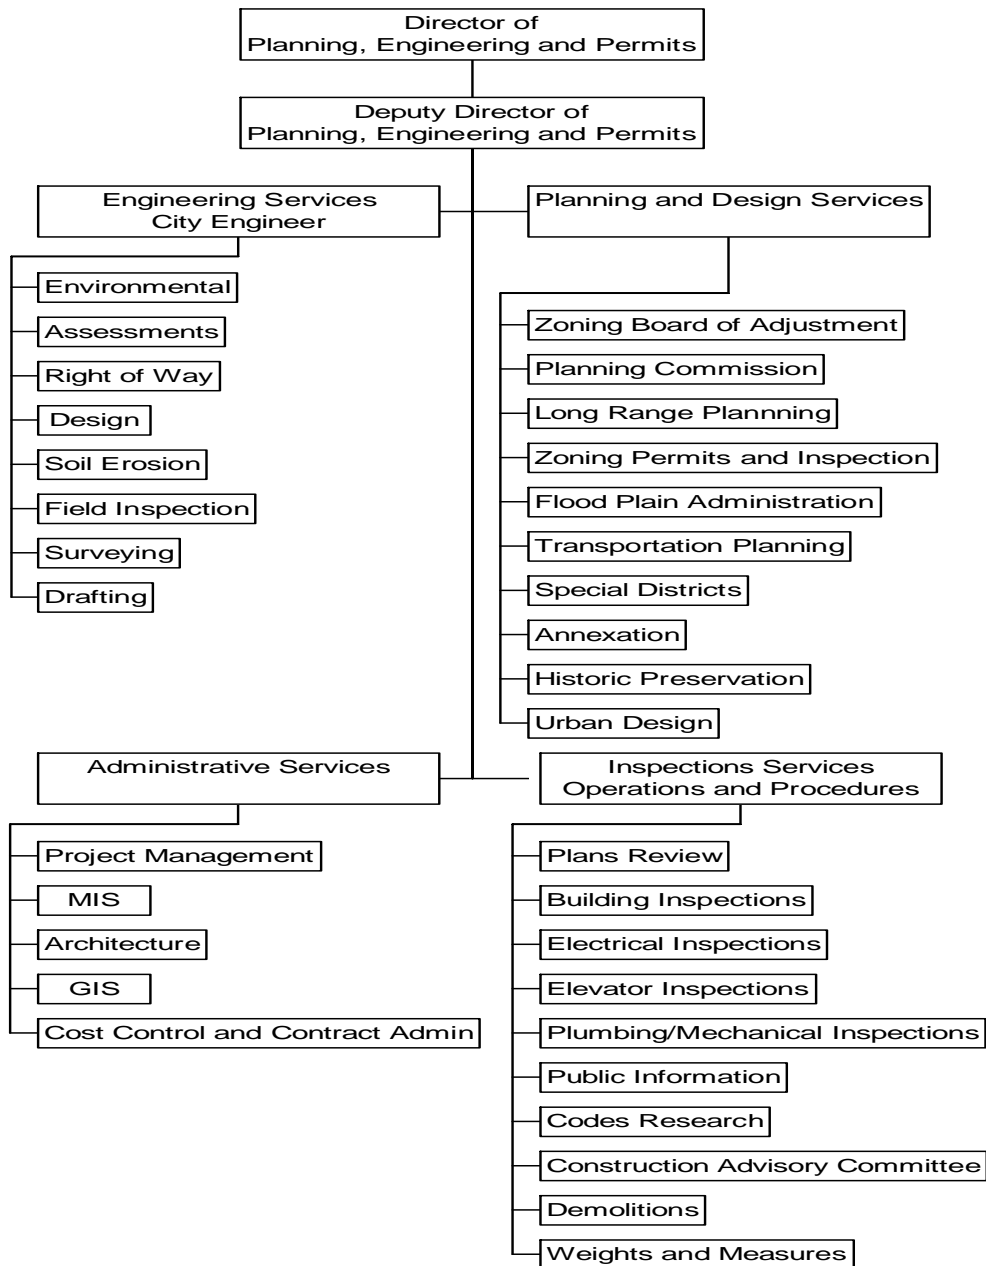 Director of
Planning, Engineering and Permits
Deputy Director of
Planning, Engineering and Permits
Engineering Services
City Engineer
Environmental
Assessments
Right of Way
Design
Soil Erosion
Field Inspection
Surveying
Drafting
Planning and Design Services
Zoning Board of Adjustment
Planning Commission
Long Range Plannning
Zoning Permits and Inspection
Flood Plain Administration
Transportation Planning
Special Districts
Annexation
Historic Preservation
Urban Design
Administrative Services
Project Management
MIS
Architecture
GIS
Cost Control and Contract Admin
Inspections Services
Operations and Procedures
Plans Review
Building Inspections
Electrical Inspections
Elevator Inspections
Plumbing/Mechanical Inspections
Public Information
Codes Research
Construction Advisory Committee
Demolitions
Weights and Measures